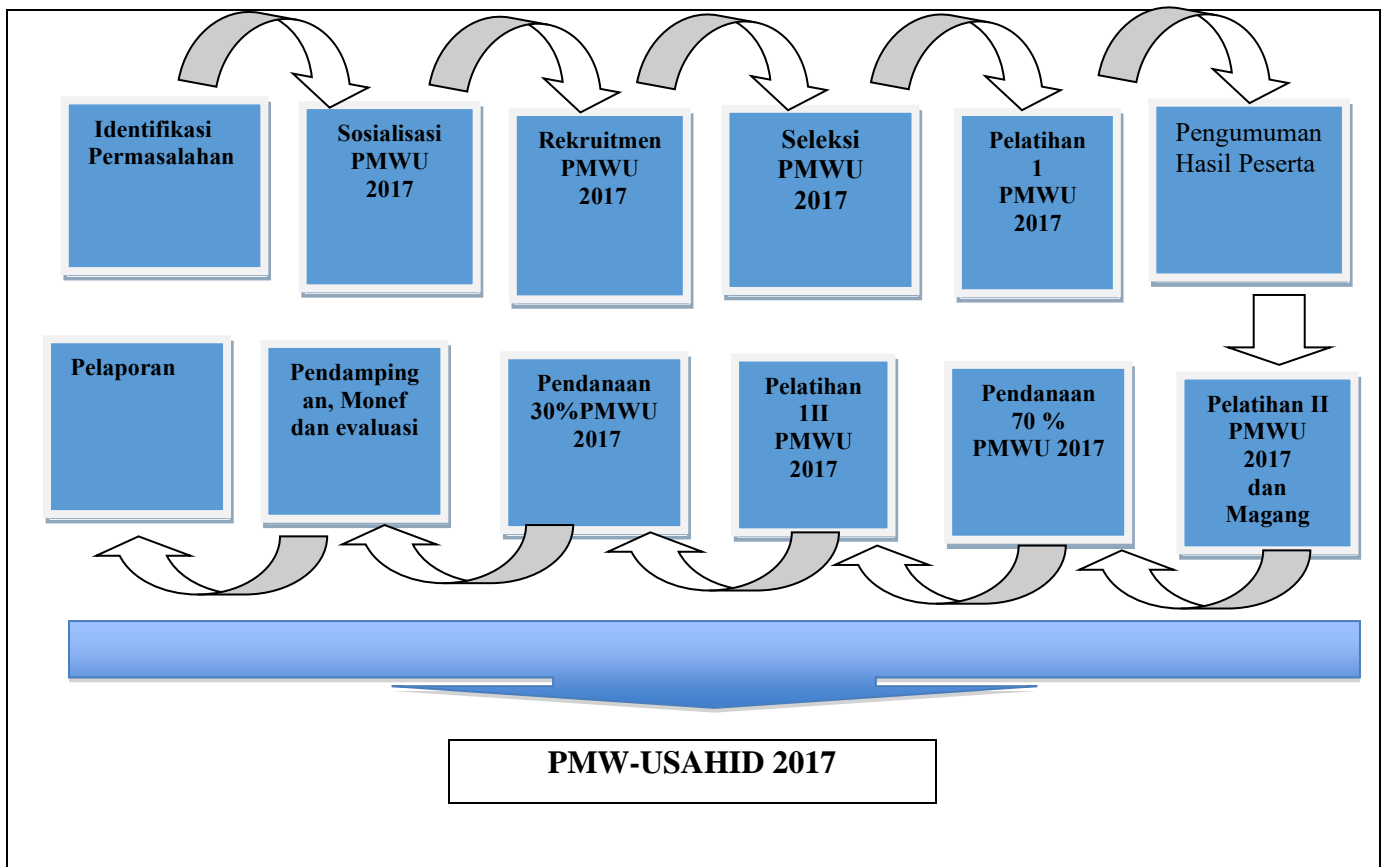 Identifikasi
Permasalahan
Sosialisasi
PMWU
2017
Rekruitmen
PMWU
2017
Seleksi
PMWU
2017
Pelatihan
1
PMWU
2017
Pengumuman
Hasil Peserta
Pelaporan
Pendamping
an, Monef
dan evaluasi
Pendanaan
30%PMWU
2017
Pelatihan
1II
PMWU
2017
Pendanaan
70 %
PMWU 2017
Pelatihan II
PMWU
2017
dan
Magang
PMW-USAHID 2017